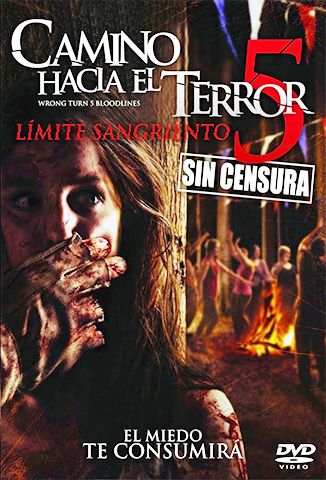 CAMINO
HACIA EL
TERROR
5
WRONG TURN 5 BLOODLINES
LÍMITE SANGRIENTO
SIN CENSURA
EL MIEDO
TE CONSUMIRÁ
DVD
VIDEO